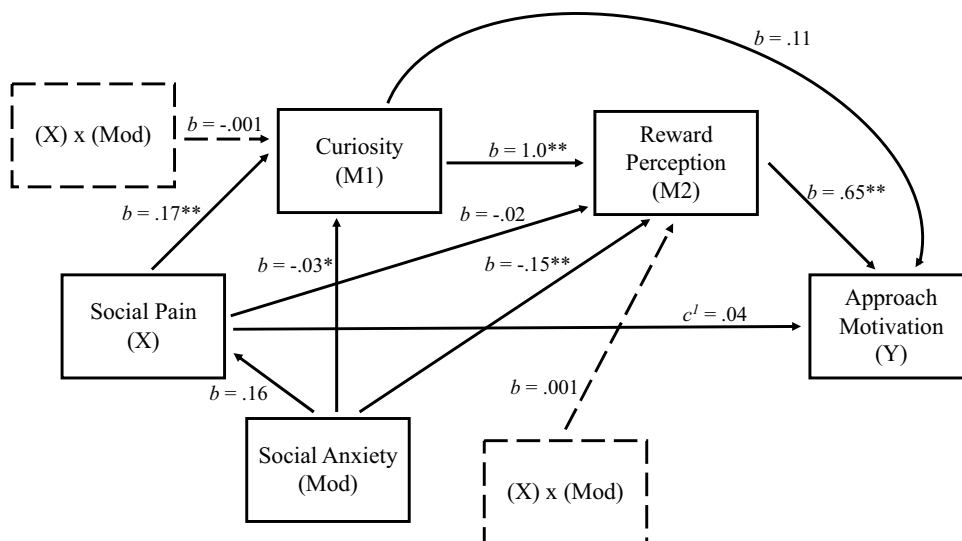 b = .11
(X) x (Mod)
b = -.001
Curiosity
(M1)
b = 1.0**
Reward
Perception
(M2)
b = .17**
b = -.02
b = .65**
b = -.03*
b = -.15**
Social Pain
(X)
c¹ = .04
Approach
Motivation
(Y)
b = .16
b = .001
Social Anxiety
(Mod)
(X) x (Mod)